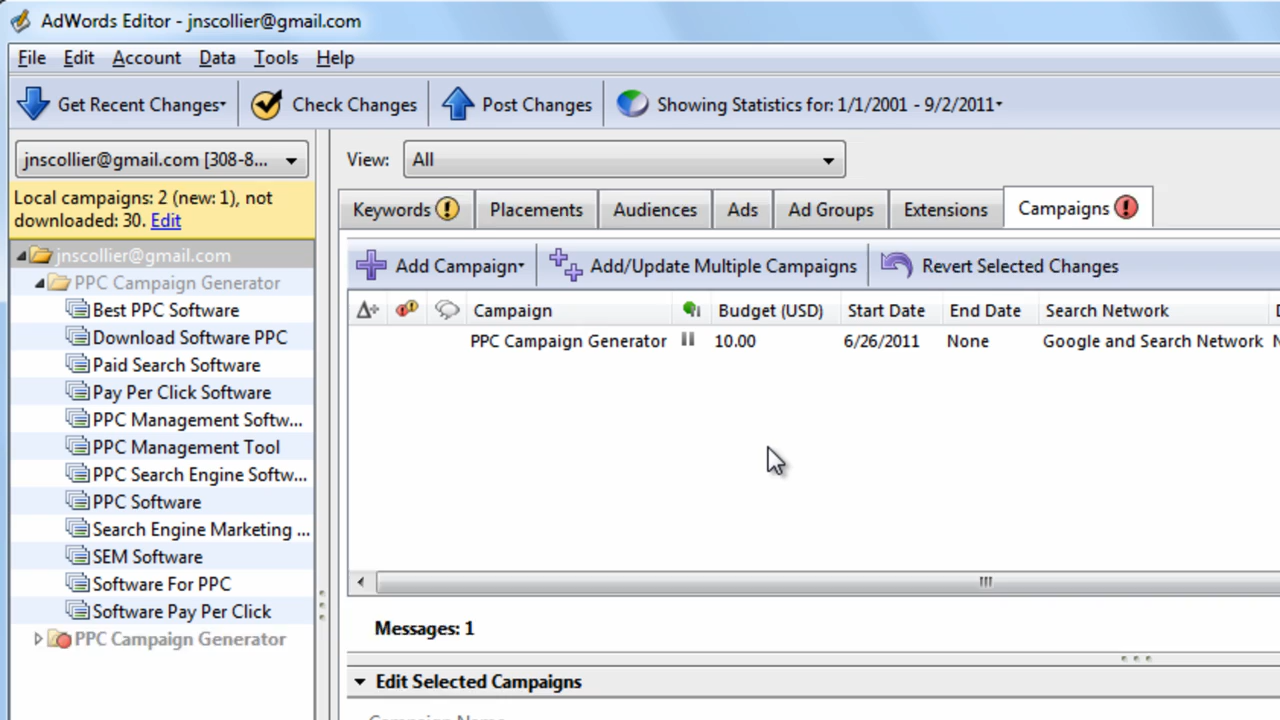 AdWords Editor - jnscollier@gmail.com
File Edit Account Data Tools Help
Get Recent Changes Check Changes Post Changes Showing Statistics for: 1/1/2001 - 9/2/2011
jnscollier@gmail.com [308-8... View: All
Local campaigns: 2 (new: 1), not
downloaded: 30. Edit
Keywords Placements Audiences Ads Ad Groups Extensions Campaigns
jnscollier@gmail.com
PPC Campaign Generator
Best PPC Software
Download Software PPC
Paid Search Software
Pay Per Click Software
PPC Management Softw...
PPC Management Tool
PPC Search Engine Softw...
PPC Software
Search Engine Marketing ...
SEM Software
Software For PPC
Software Pay Per Click
PPC Campaign Generator
Add Campaign Add/Update Multiple Campaigns Revert Selected Changes
Campaign Budget (USD) Start Date End Date Search Network
PPC Campaign Generator 10.00 6/26/2011 None Google and Search Network
Messages: 1
Edit Selected Campaigns
Campaign Name